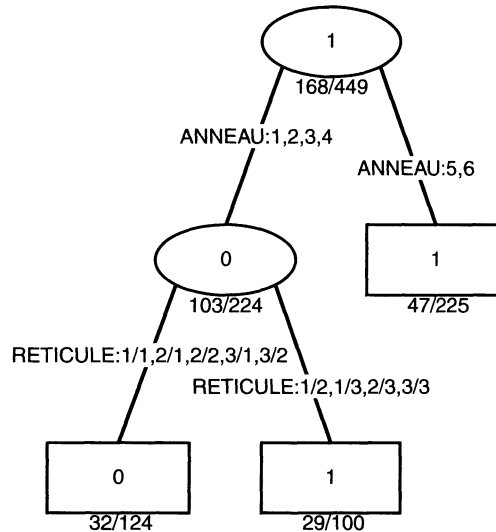 1
168/449
ANNEAU:1,2,3,4
ANNEAU:5,6
0
103/224
1
47/225
RETICULE:1/1,2/1,2/2,3/1,3/2
RETICULE:1/2,1/3,2/3,3/3
0
32/124
1
29/100